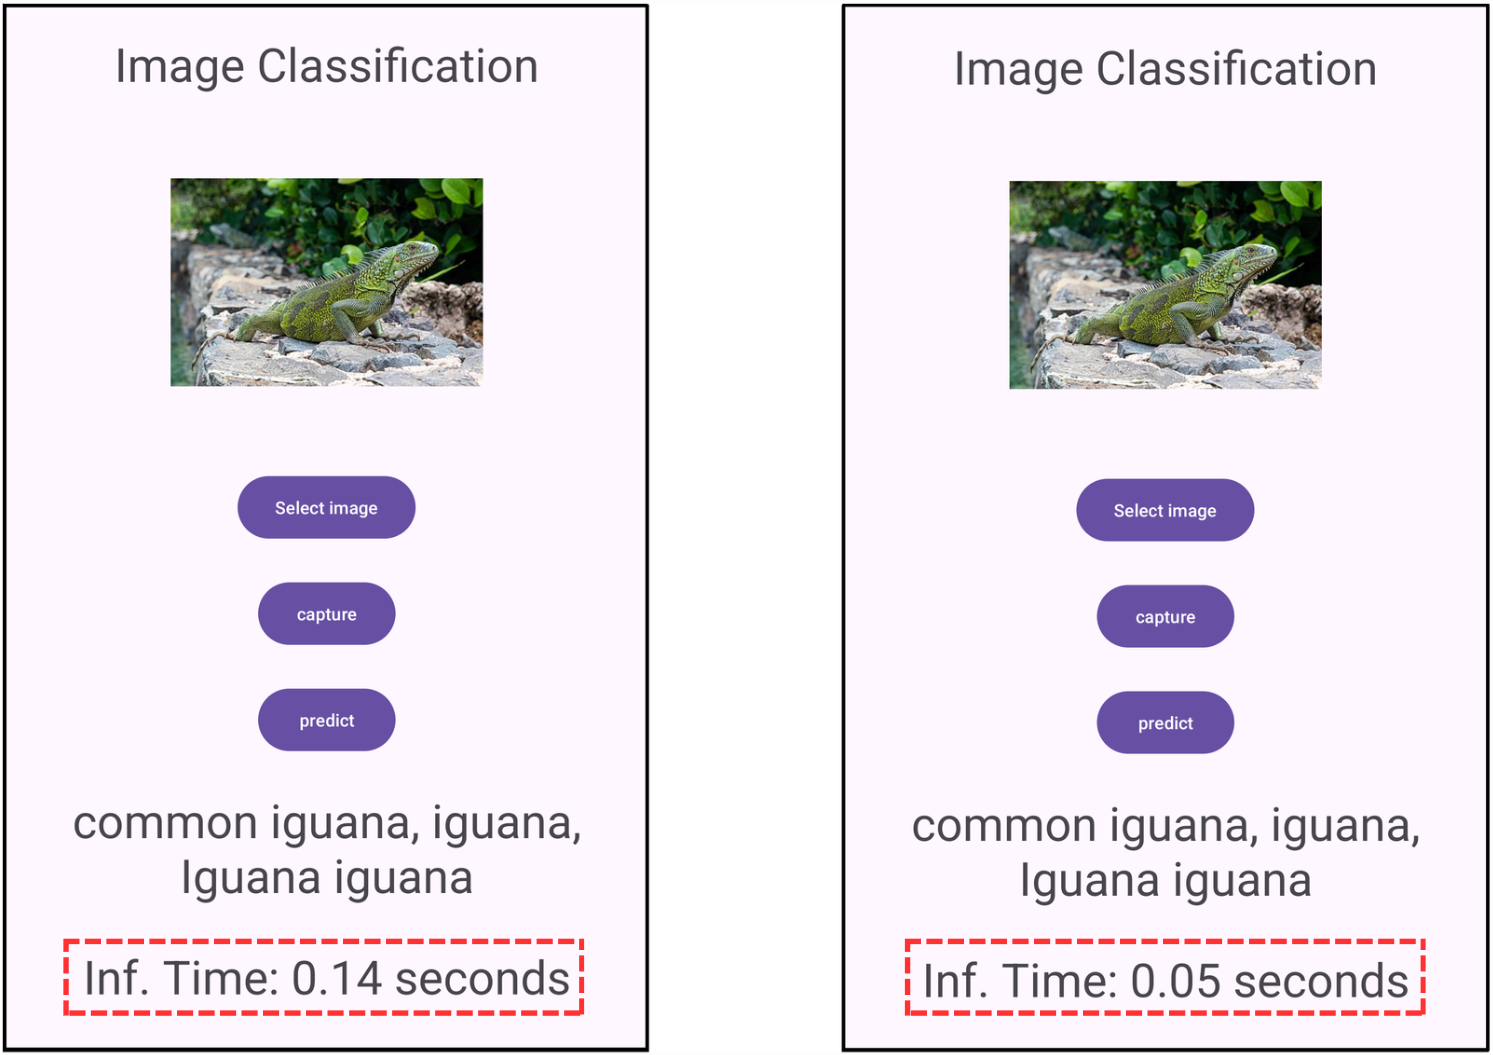 Image Classification
Select image
capture
predict
common iguana, iguana,
Iguana iguana
Inf. Time: 0.14 seconds
Image Classification
Select image
capture
predict
common iguana, iguana,
Iguana iguana
Inf. Time: 0.05 seconds